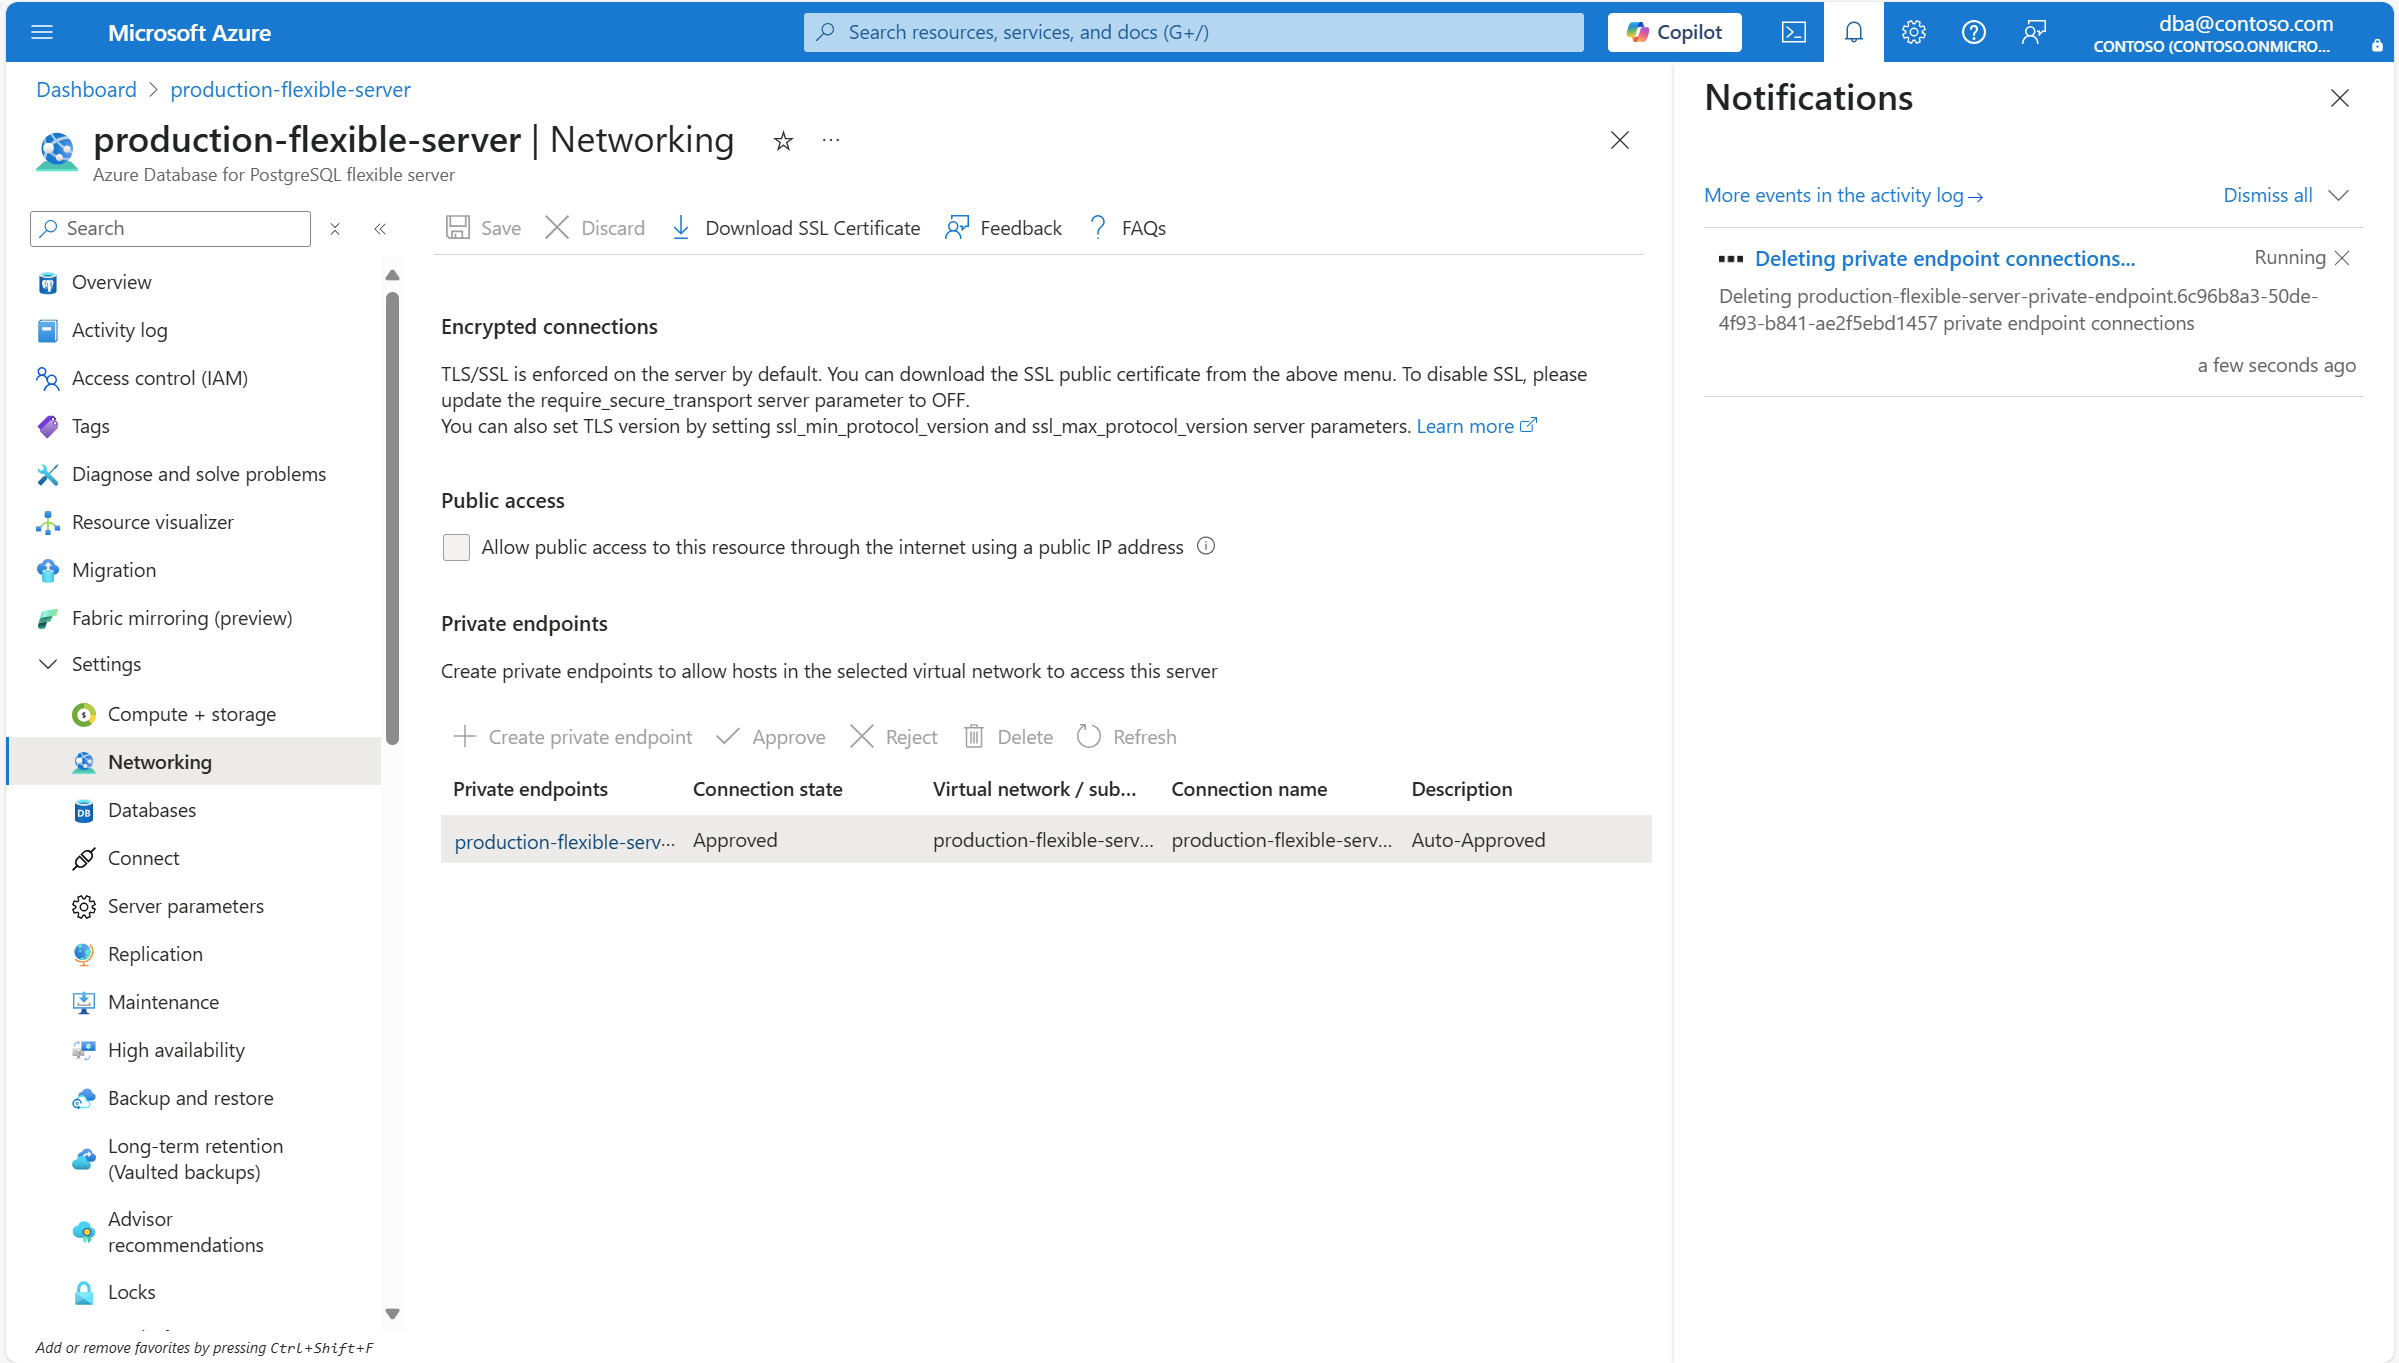 Microsoft Azure
Search resources, services, and docs (G+/)
Copilot
dba@contoso.com
CONTOSO (CONTOSO.ONMICRO...
Dashboard > production-flexible-server
production-flexible-server | Networking
Azure Database for PostgreSQL flexible server
Search
Overview
Activity log
Access control (IAM)
Tags
Diagnose and solve problems
Resource visualizer
Migration
Fabric mirroring (preview)
Settings
Compute + storage
Networking
Databases
Connect
Server parameters
Replication
Maintenance
High availability
Backup and restore
Long-term retention
(Vaulted backups)
Advisor
recommendations
Locks
Add or remove favorites by pressing Ctrl+Shift+F
Save Discard Download SSL Certificate Feedback FAQs
Encrypted connections
TLS/SSL is enforced on the server by default. You can download the SSL public certificate from the above menu. To disable SSL, please
update the require_secure_transport server parameter to OFF.
You can also set TLS version by setting ssl_min_protocol_version and ssl_max_protocol_version server parameters. Learn more
Public access
Allow public access to this resource through the internet using a public IP address
Private endpoints
Create private endpoints to allow hosts in the selected virtual network to access this server
Create private endpoint Approve Reject Delete Refresh
Private endpoints Connection state Virtual network / sub... Connection name Description
production-flexible-serv... Approved production-flexible-serv... production-flexible-serv... Auto-Approved
Notifications
More events in the activity log → Dismiss all
Deleting private endpoint connections... Running
Deleting production-flexible-server-private-endpoint.6c96b8a3-50de-
4f93-b841-ae2f5ebd1457 private endpoint connections
a few seconds ago